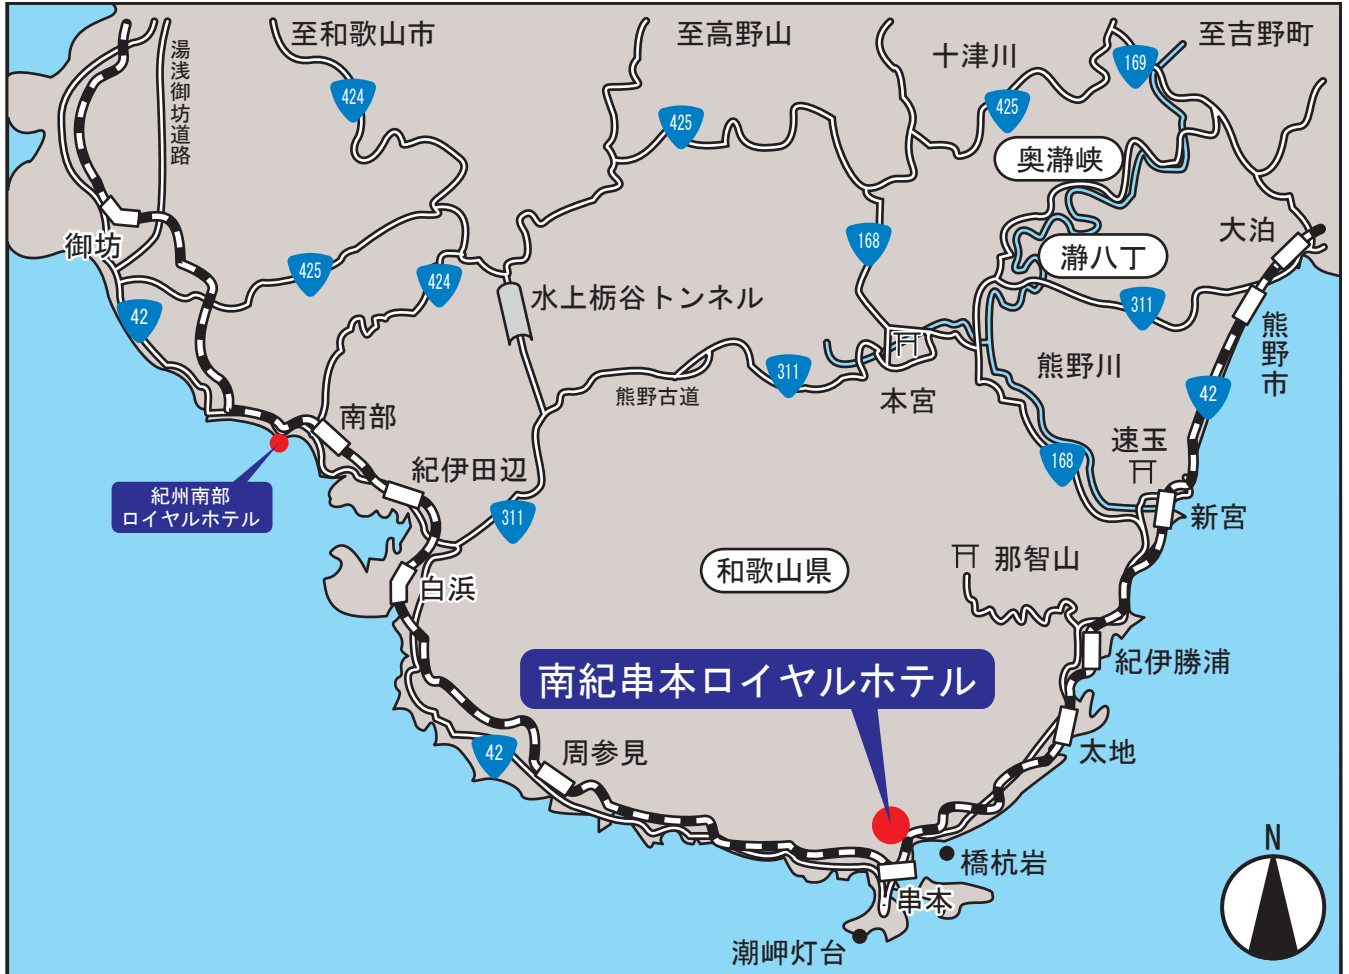 至和歌山市
至高野山
十津川
至吉野町
湯浅御坊道路
424
425
425
169
奥瀞峡
御坊
425
424
168
瀞八丁
大泊
水上栃谷トンネル
42
311
熊野市
熊野古道
311
本宮
熊野川
42
南部
速玉
168
紀伊田辺
紀州南部
ロイヤルホテル
311
新宮
白浜
和歌山県
那智山
紀伊勝浦
南紀串本ロイヤルホテル
42
周参見
太地
橋杭岩
串本
潮岬灯台
N